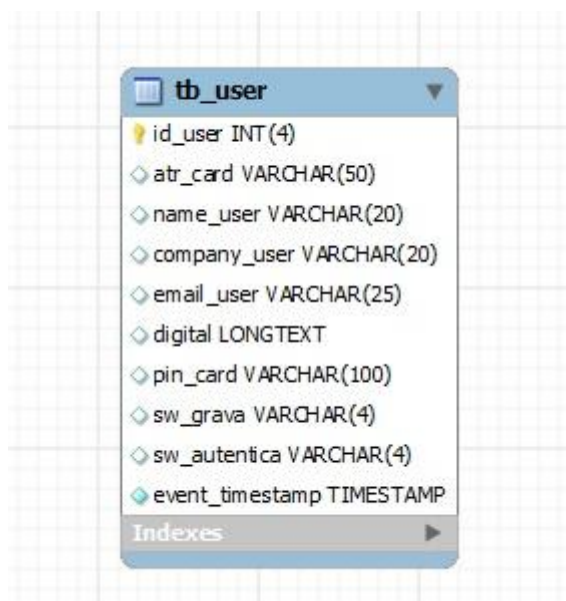 tb_user
id_user INT(4)
atr_card VARCHAR(50)
name_user VARCHAR(20)
company_user VARCHAR(20)
email_user VARCHAR(25)
digital LONGTEXT
pin_card VARCHAR(100)
sw_grava VARCHAR(4)
sw_autentica VARCHAR(4)
event_timestamp TIMESTAMP
Indexes